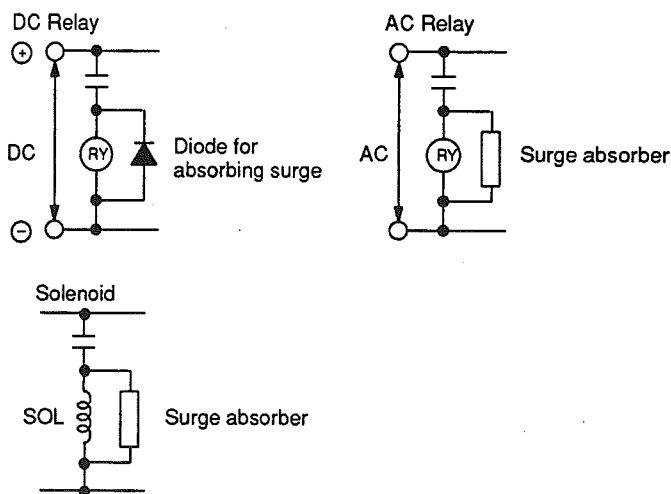 DC Relay
⊕
DC
RY
Diode for
absorbing surge
⊖
AC Relay
AC
RY
Surge absorber
Solenoid
SOL
Surge absorber